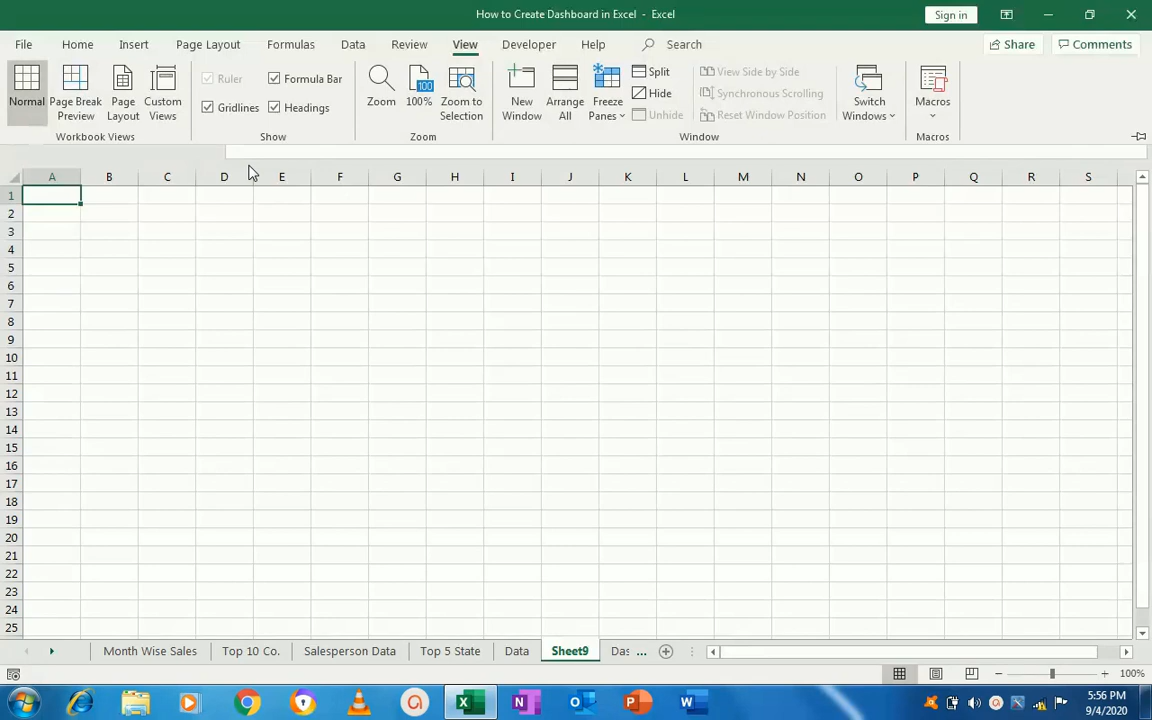 How to Create Dashboard in Excel - Excel
Sign in
File Home Insert Page Layout Formulas Data Review View Developer Help Search Share Comments
Normal Page Break Preview Page Layout Custom Views
Workbook Views
Ruler Formula Bar
Gridlines Headings
Show
Zoom 100 100% Zoom to Selection
Zoom
New Window Arrange All Freeze Panes
Split
Hide
Unhide
View Side by Side
Synchronous Scrolling
Reset Window Position
Switch Windows
Window
Macros
Macros
A B C D E F G H I J K L M N O P Q R S
1
2
3
4
5
6
7
8
9
10
11
12
13
14
15
16
17
18
19
20
21
22
23
24
25
Month Wise Sales Top 10 Co. Salesperson Data Top 5 State Data Sheet9 Das ...
100%
5:56 PM
9/4/2020